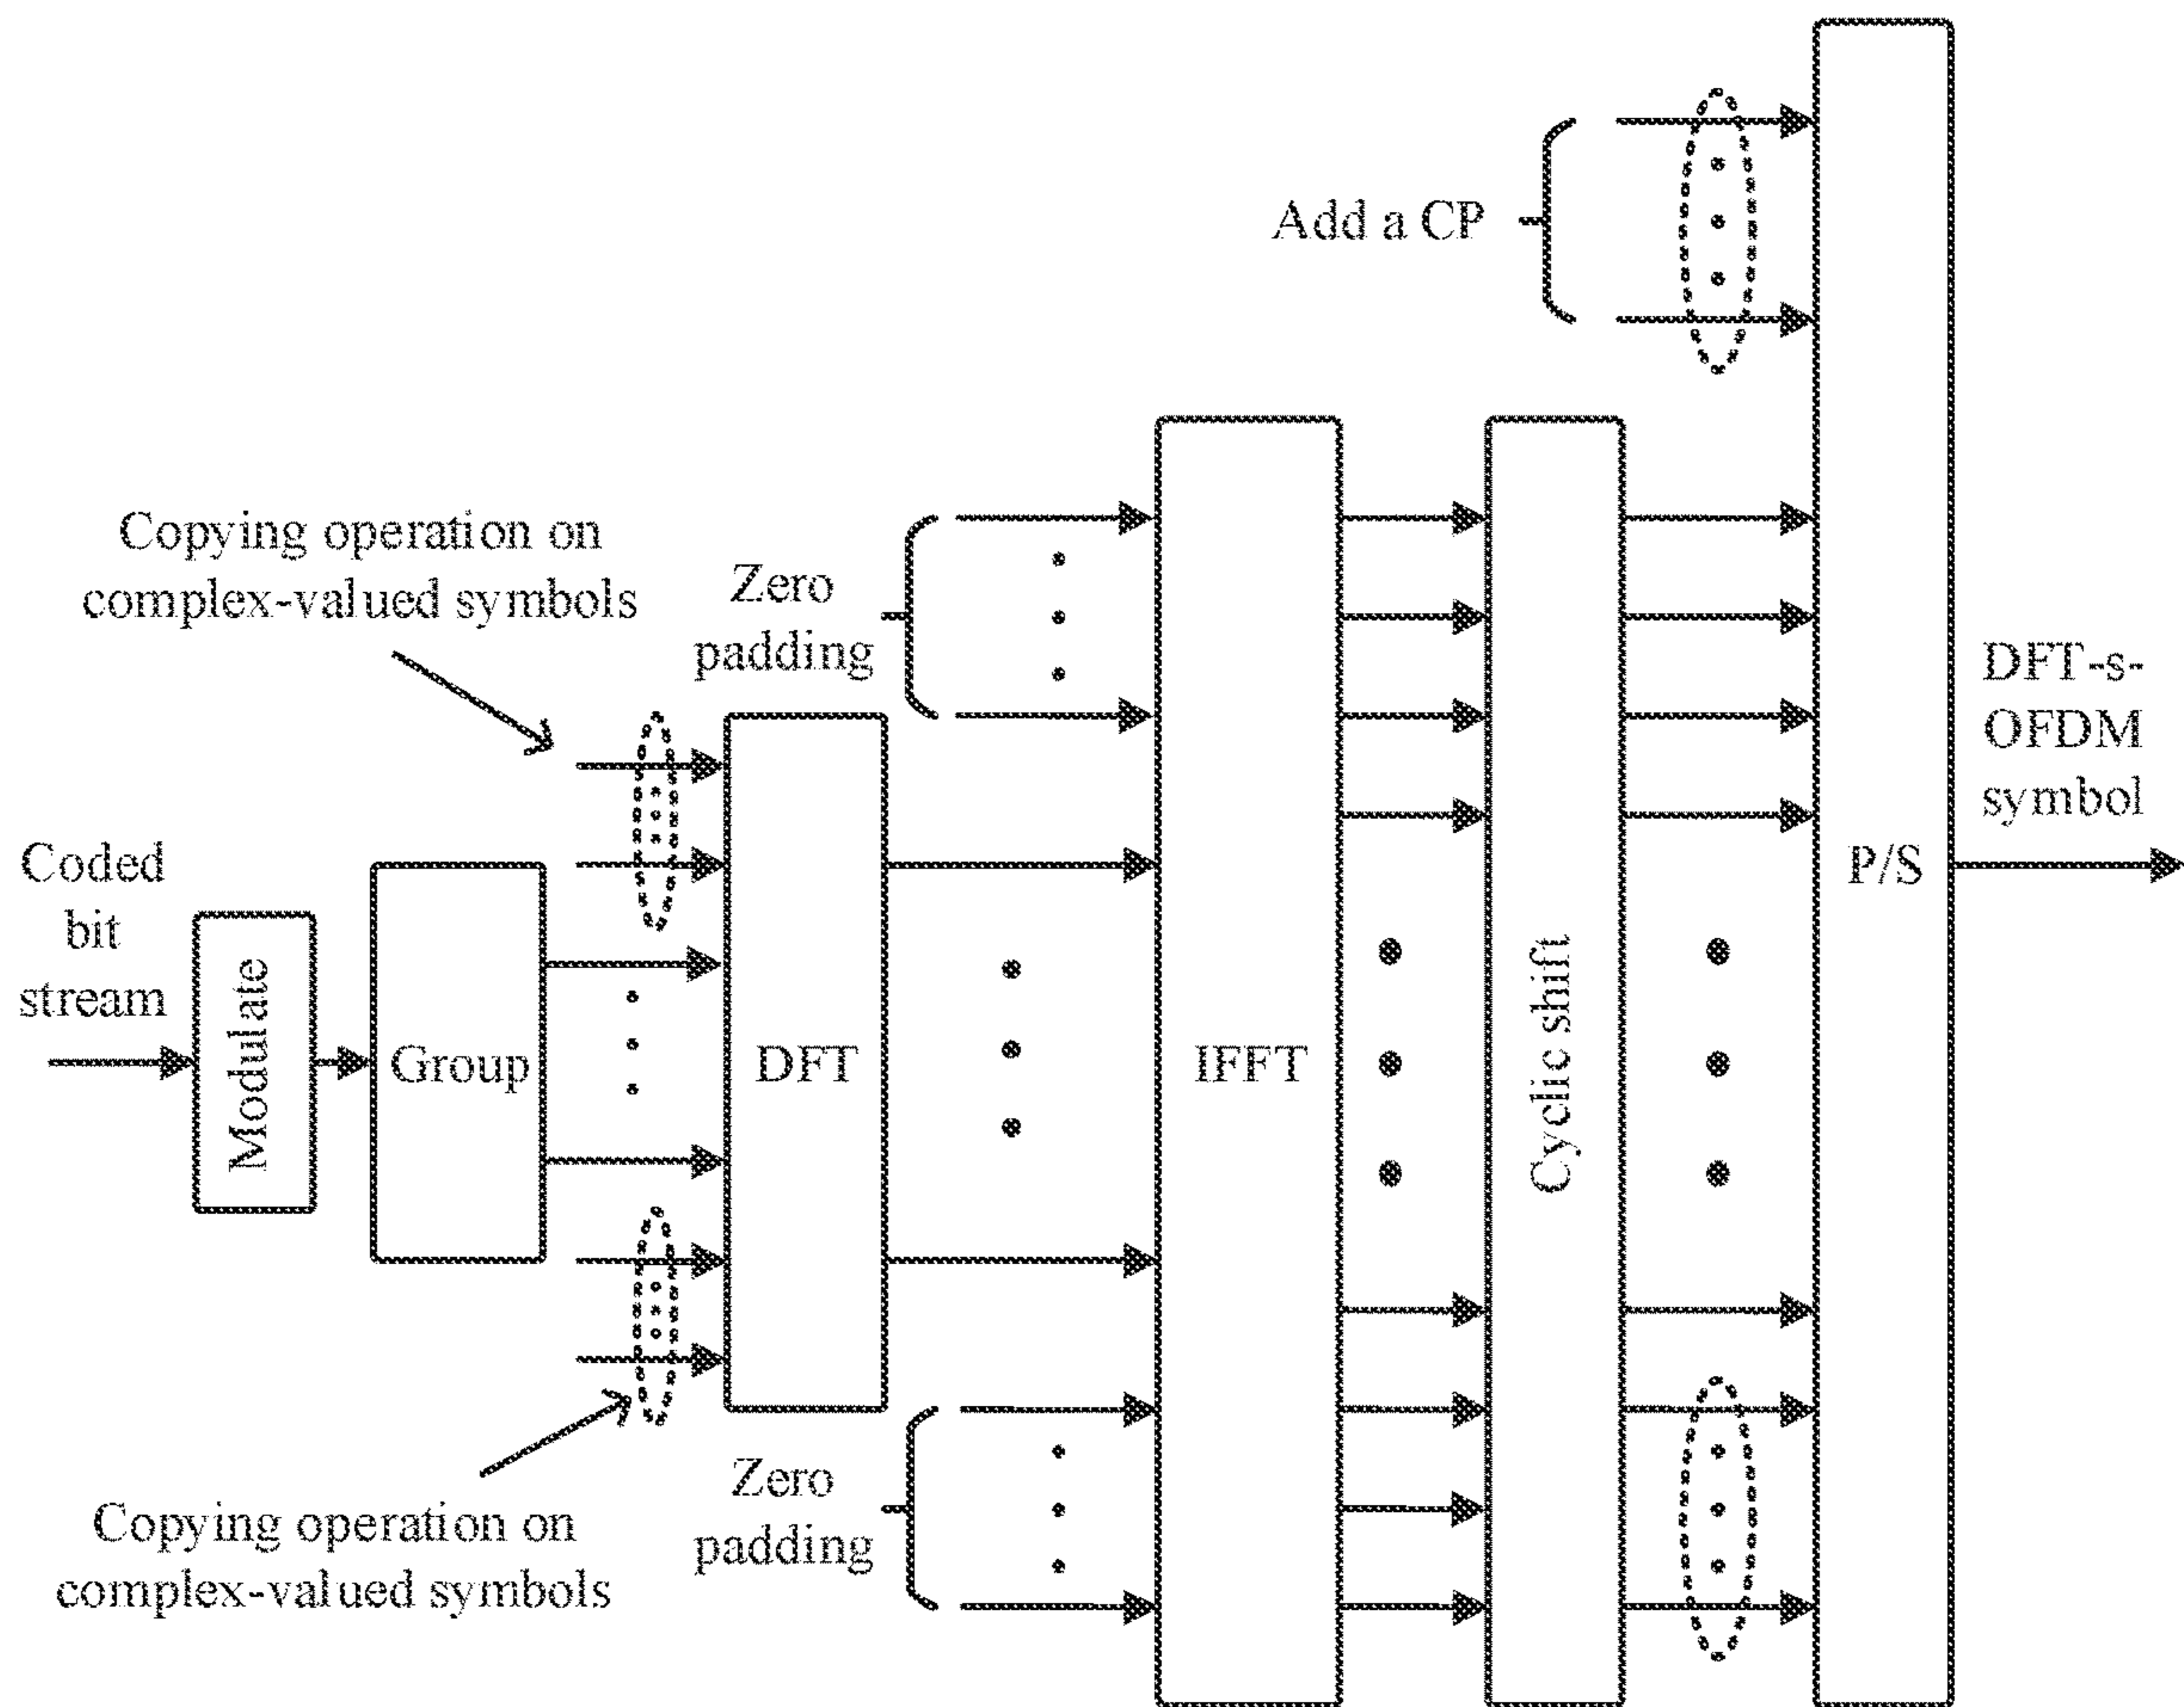 Add a CP
Copying operation on
complex-valued symbols
Zero
padding
DFT-s-
OFDM
symbol
Coded
bit
stream
Modulate
Group
DFT
IFFT
Cyclic shift
P/S
Zero
padding
Copying operation on
complex-valued symbols